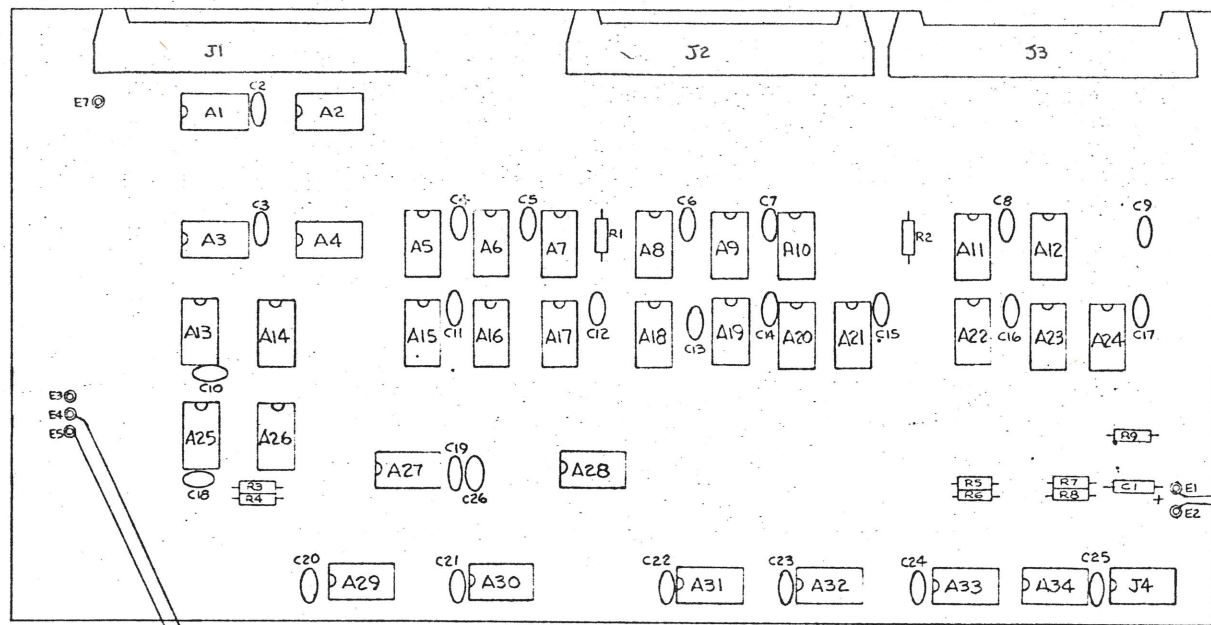 J1 J2 J3
E7 A1 C2 A2
C3 C4 C5 C6 C7 C8 C9
A3 A4 A5 A6 A7 R1 A8 A9 A10 R2 A11 A12
A13 A14 A15 C11 A16 A17 C12 A18 C13 A19 C14 A20 A21 C15 A22 C16 A23 A24 C17
C10
E3
E4
E5
A25 A26 R9
C19
A27 A28
C18 R3 C26 R5 R7 C1 E1
R4 R6 R8 + E2
C20 C21 C22 C23 C24 C25
A29 A30 A31 A32 A33 A34 J4